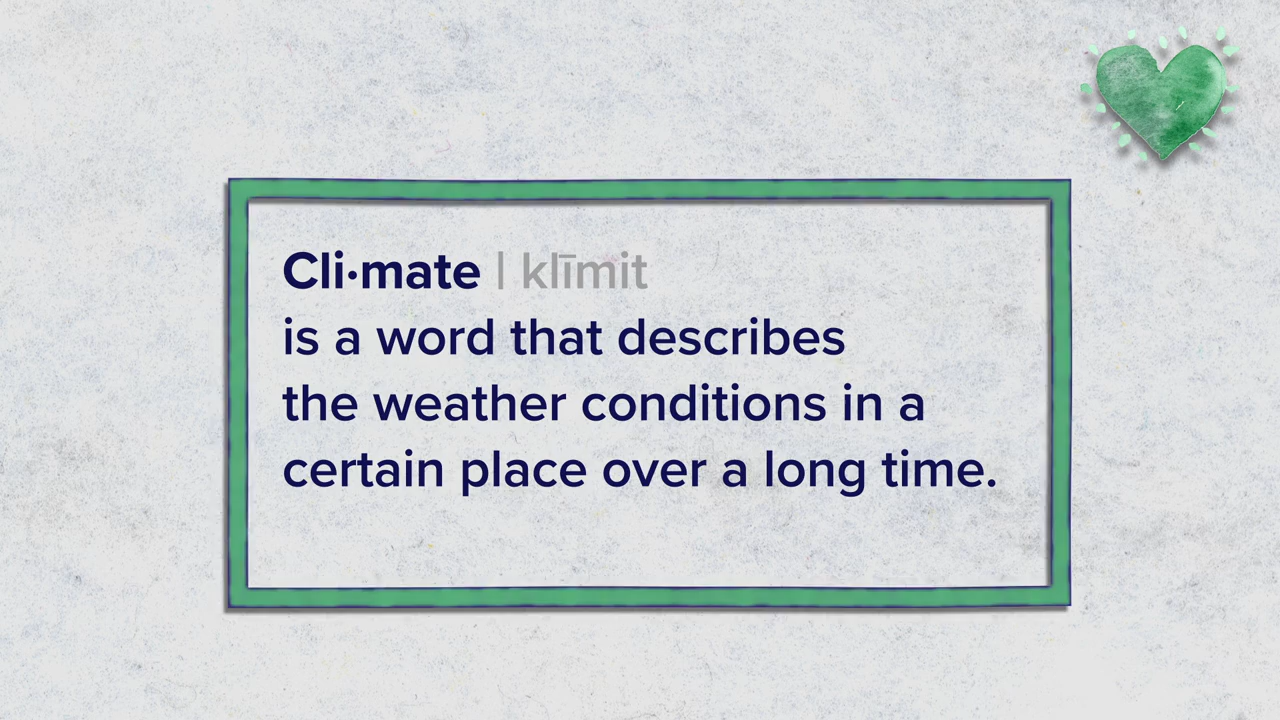 Cli·mate | klīmit
is a word that describes
the weather conditions in a
certain place over a long time.